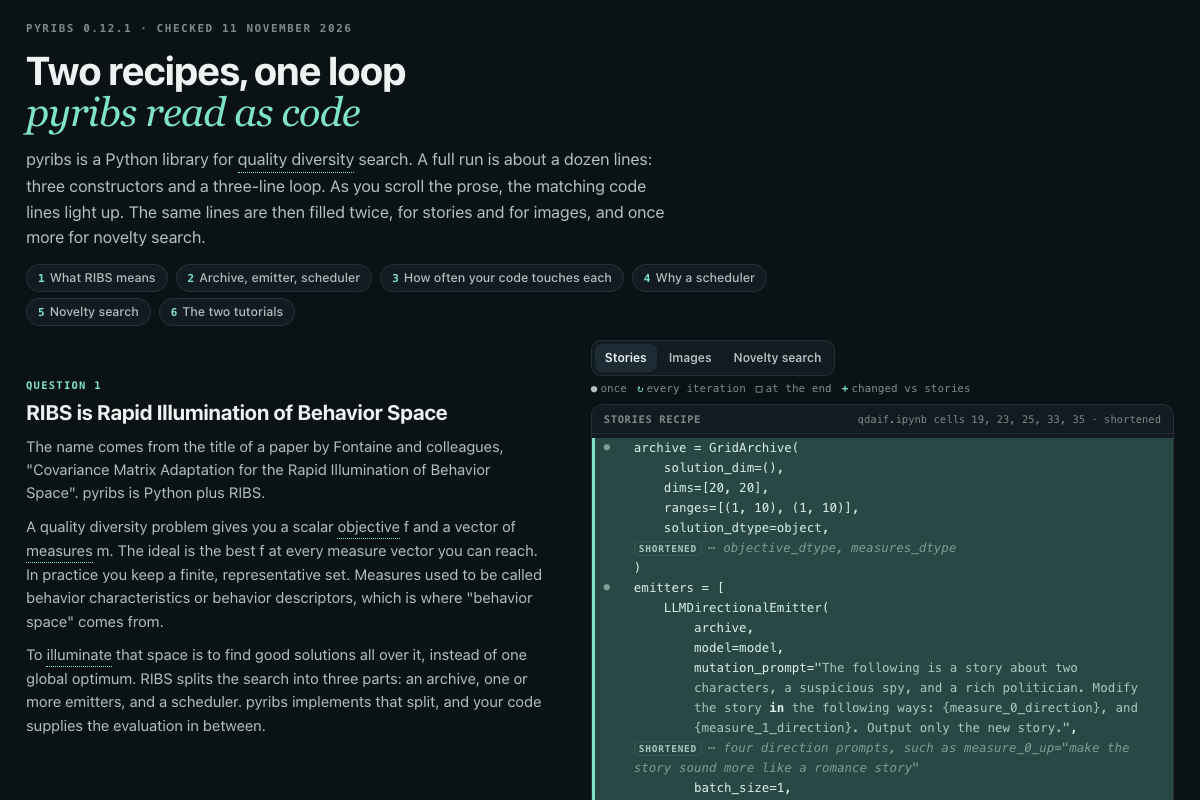 PYRIBS 0.12.1 · CHECKED 11 NOVEMBER 2026
Two recipes, one loop
pyribs read as code
pyribs is a Python library for quality diversity search. A full run is about a dozen lines:
three constructors and a three-line loop. As you scroll the prose, the matching code
lines light up. The same lines are then filled twice, for stories and for images, and once
more for novelty search.
1 What RIBS means
2 Archive, emitter, scheduler
3 How often your code touches each
4 Why a scheduler
5 Novelty search
6 The two tutorials
QUESTION 1
RIBS is Rapid Illumination of Behavior Space
The name comes from the title of a paper by Fontaine and colleagues,
"Covariance Matrix Adaptation for the Rapid Illumination of Behavior
Space". pyribs is Python plus RIBS.
A quality diversity problem gives you a scalar objective f and a vector of
measures m. The ideal is the best f at every measure vector you can reach.
In practice you keep a finite, representative set. Measures used to be called
behavior characteristics or behavior descriptors, which is where "behavior
space" comes from.
To illuminate that space is to find good solutions all over it, instead of one
global optimum. RIBS splits the search into three parts: an archive, one or
more emitters, and a scheduler. pyribs implements that split, and your code
supplies the evaluation in between.
Stories Images Novelty search
● once ↻ every iteration □ at the end + changed vs stories
STORIES RECIPE qdaif.ipynb cells 19, 23, 25, 33, 35 · shortened
archive = GridArchive(
solution_dim=(),
dims=[20, 20],
ranges=[(1, 10), (1, 10)],
solution_dtype=object,
SHORTENED ⋯ objective_dtype, measures_dtype
)
emitters = [
LLMDirectionalEmitter(
archive,
model=model,
mutation_prompt="The following is a story about two
characters, a suspicious spy, and a rich politician. Modify
the story in the following ways: {measure_0_direction}, and
{measure_1_direction}. Output only the new story.",
SHORTENED ⋯ four direction prompts, such as measure_0_up="make the
story sound more like a romance story"
batch_size=1,